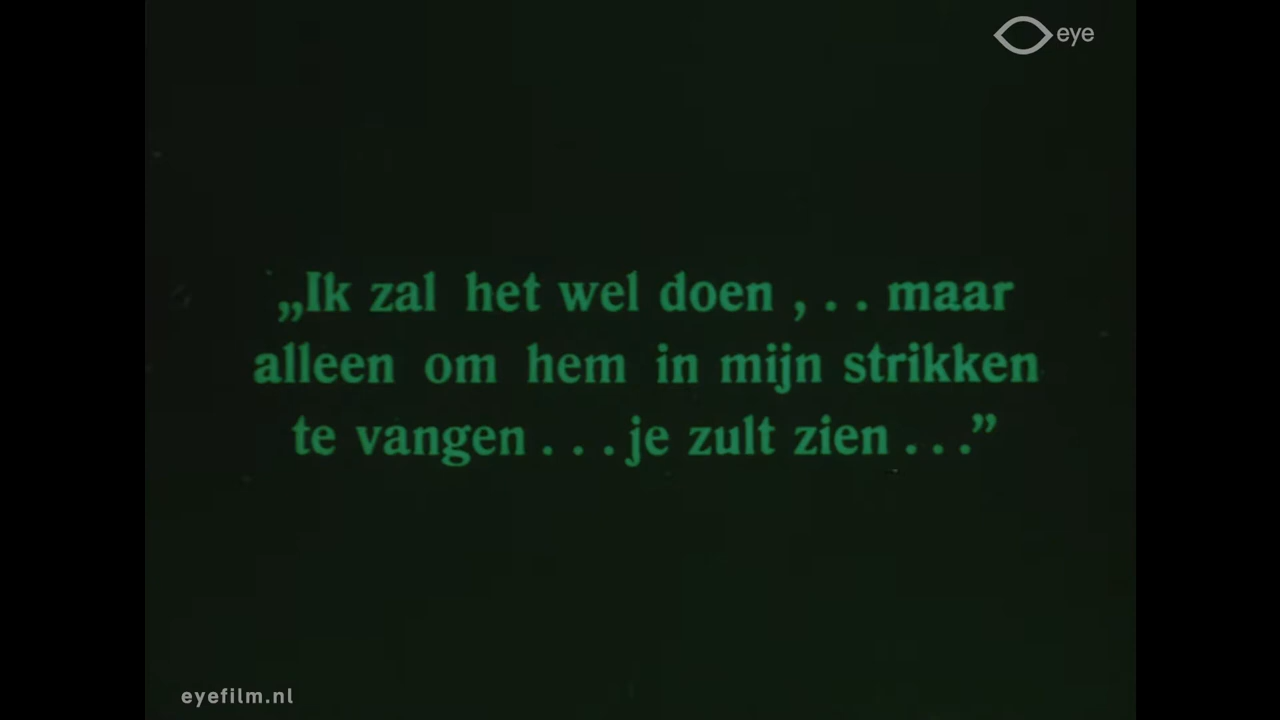 eye
„Ik zal het wel doen , . . maar
alleen om hem in mijn strikken
te vangen . . . je zult zien . . .”
eyefilm.nl